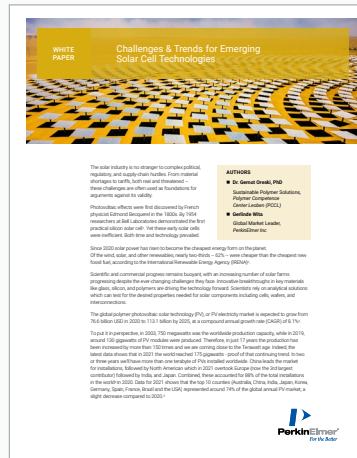 WHITE
PAPER
Challenges & Trends for Emerging
Solar Cell Technologies
The solar industry is no stranger to complex political,
regulatory, and supply-chain hurdles. From material
shortages to tariffs, both real and threatened –
these challenges are often used as foundations for
arguments against its validity.
Photovoltaic effects were first discovered by French
physicist Edmond Becquerel in the 1800s. By 1954
researchers at Bell Laboratories demonstrated the first
practical silicon solar cell¹. Yet these early solar cells
were inefficient. Both time and technology prevailed.
AUTHORS
Dr. Gernot Oreski, PhD
Sustainable Polymer Solutions,
Polymer Competence
Center Leoben (PCCL)
Gerlinde Wita
Global Market Leader,
PerkinElmer Inc.
Since 2020 solar power has risen to become the cheapest energy form on the planet.
Of the wind, solar, and other renewables, nearly two-thirds – 62% – were cheaper than the cheapest new
fossil fuel, according to the International Renewable Energy Agency (IRENA)².
Scientific and commercial progress remains buoyant, with an increasing number of solar farms
progressing despite the ever-changing challenges they face. Innovative breakthroughs in key materials
like glass, silicon, and polymers are driving the technology forward. Scientists rely on analytical solutions
which can test for the desired properties needed for solar components including cells, wafers, and
interconnections.
The global polymer photovoltaic solar technology (PV), or PV electricity market is expected to grow from
76.6 billion USD in 2020 to 113.1 billion by 2025, at a compound annual growth rate (CAGR) of 8.1%³.
To put it in perspective, in 2003, 750 megawatts was the worldwide production capacity, while in 2019,
around 130 gigawatts of PV modules were produced. Therefore, in just 17 years the production has
been increased by more than 150 times and we are coming close to the Terawatt age. Indeed, the
latest data shows that in 2021 the world reached 175 gigawatts - proof of that continuing trend. In two
or three years we'll have more than one terabyte of PVs installed worldwide. China leads the market
for installations, followed by North America which in 2021 overtook Europe (now the 3rd largest
contributor) followed by India, and Japan. Combined, these accounted for 88% of the total installations
in the world in 2020. Data for 2021 shows that the top 10 counties (Australia, China, India, Japan, Korea,
Germany, Spain, France, Brazil and the USA) represented around 74% of the global annual PV market, a
slight decrease compared to 2020.⁴
PerkinElmer
For the Better